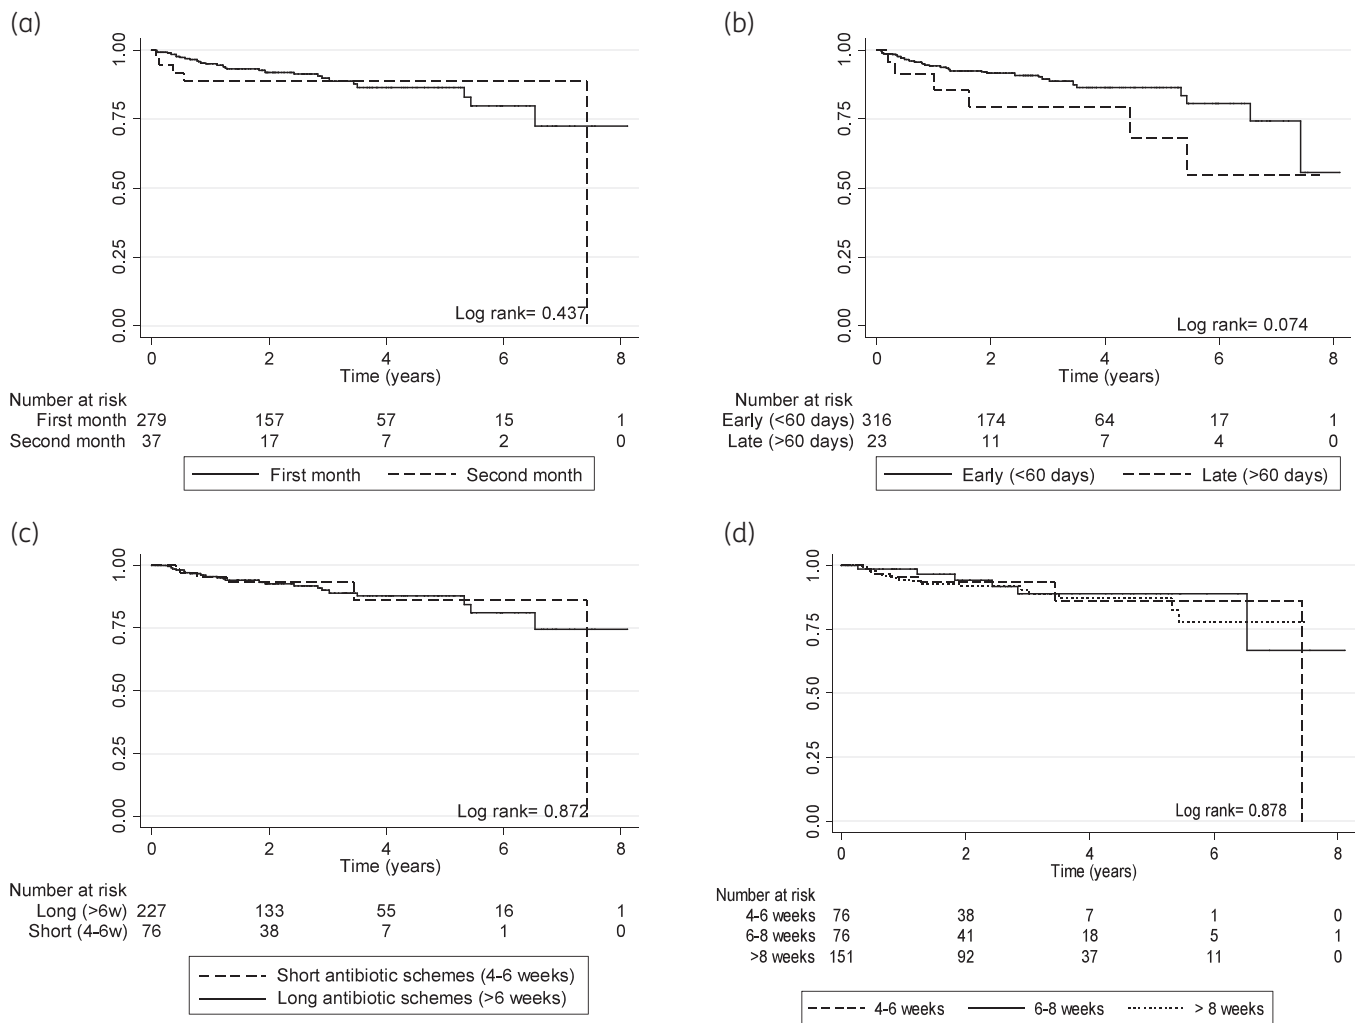 (a)
1.00
0.75
0.50
0.25
0.00
Log rank= 0.437
0 2 4 6 8
Time (years)
Number at risk
First month 279 157 57 15 1
Second month 37 17 7 2 0
First month Second month
(b)
1.00
0.75
0.50
0.25
0.00
Log rank= 0.074
0 2 4 6 8
Time (years)
Number at risk
Early (<60 days) 316 174 64 17 1
Late (>60 days) 23 11 7 4 0
Early (<60 days) Late (>60 days)
(c)
1.00
0.75
0.50
0.25
0.00
Log rank= 0.872
0 2 4 6 8
Time (years)
Number at risk
Long (>6w) 227 133 55 16 1
Short (4-6w) 76 38 7 1 0
Short antibiotic schemes (4-6 weeks)
Long antibiotic schemes (>6 weeks)
(d)
1.00
0.75
0.50
0.25
0.00
Log rank= 0.878
0 2 4 6 8
Time (years)
Number at risk
4-6 weeks 76 38 7 1 0
6-8 weeks 76 41 18 5 1
>8 weeks 151 92 37 11 0
4-6 weeks 6-8 weeks > 8 weeks